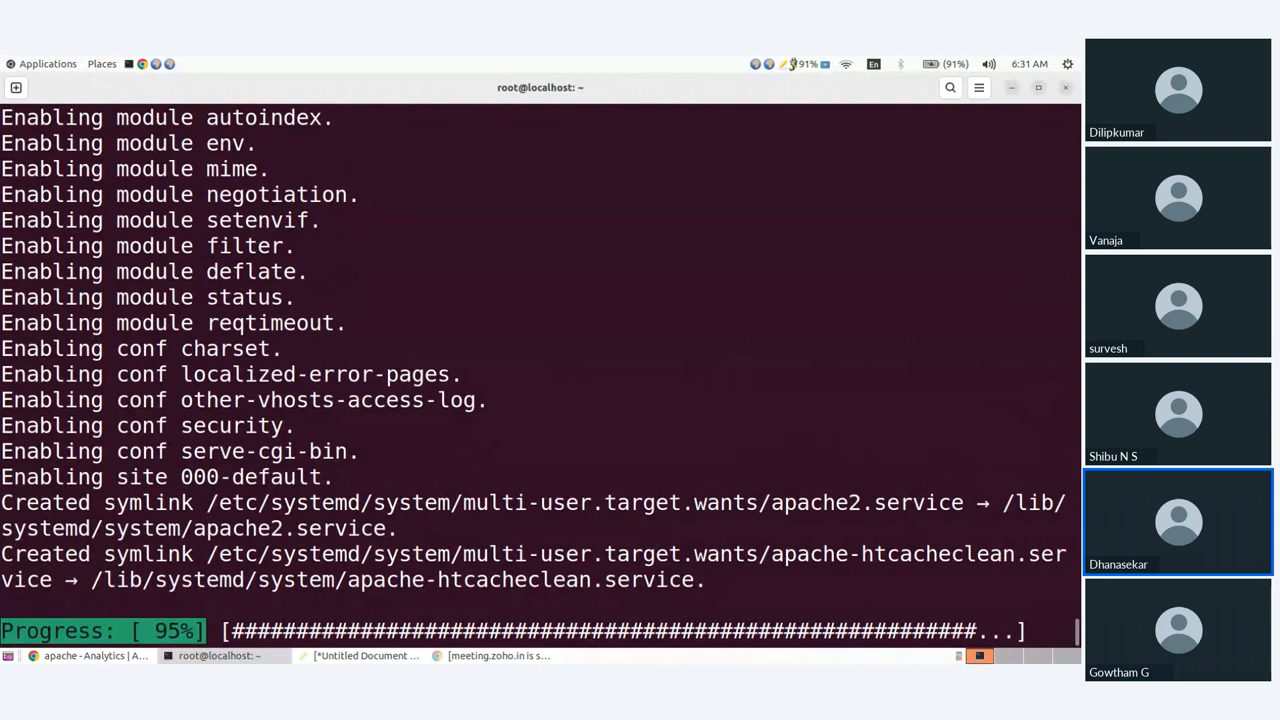 Applications Places 91% En (91%) 6:31 AM
root@localhost: ~
Enabling module autoindex.
Enabling module env.
Enabling module mime.
Enabling module negotiation.
Enabling module setenvif.
Enabling module filter.
Enabling module deflate.
Enabling module status.
Enabling module reqtimeout.
Enabling conf charset.
Enabling conf localized-error-pages.
Enabling conf other-vhosts-access-log.
Enabling conf security.
Enabling conf serve-cgi-bin.
Enabling site 000-default.
Created symlink /etc/systemd/system/multi-user.target.wants/apache2.service → /lib/
systemd/system/apache2.service.
Created symlink /etc/systemd/system/multi-user.target.wants/apache-htcacheclean.ser
vice → /lib/systemd/system/apache-htcacheclean.service.
Progress: [ 95%] [##########################################################...]
apache - Analytics | A... root@localhost: ~ [*Untitled Document ... [meeting.zoho.in is s...
Dilipkumar
Vanaja
survesh
Shibu N S
Dhanasekar
Gowtham G